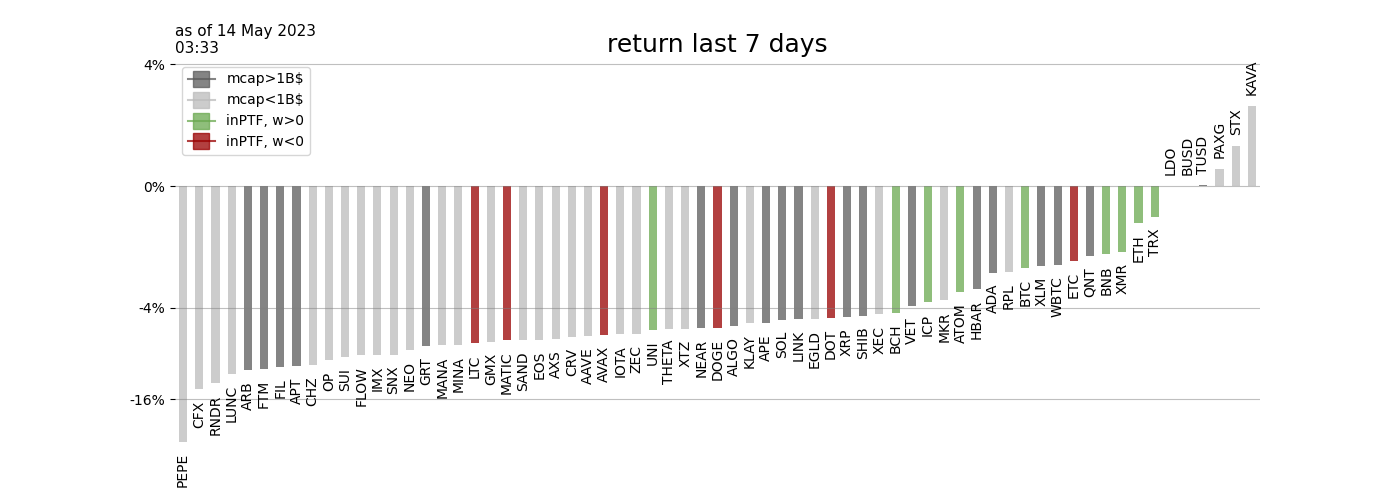 as of 14 May 2023
03:33
return last 7 days
4%
mcap>1B$
mcap<1B$
inPTF, w>0
inPTF, w<0
0%
-4%
-16%
PEPE
CFX
RNDR
LUNC
ARB
FTM
FIL
APT
CHZ
OP
SUI
FLOW
IMX
SNX
NEO
GRT
MANA
MINA
LTC
GMX
MATIC
SAND
EOS
AXS
CRV
AAVE
AVAX
IOTA
ZEC
UNI
THETA
XTZ
NEAR
DOGE
ALGO
KLAY
APE
SOL
LINK
EGLD
DOT
XRP
SHIB
XEC
BCH
VET
ICP
MKR
ATOM
HBAR
ADA
RPL
BTC
XLM
WBTC
ETC
QNT
BNB
XMR
ETH
TRX
LDO
BUSD
TUSD
PAXG
STX
KAVA